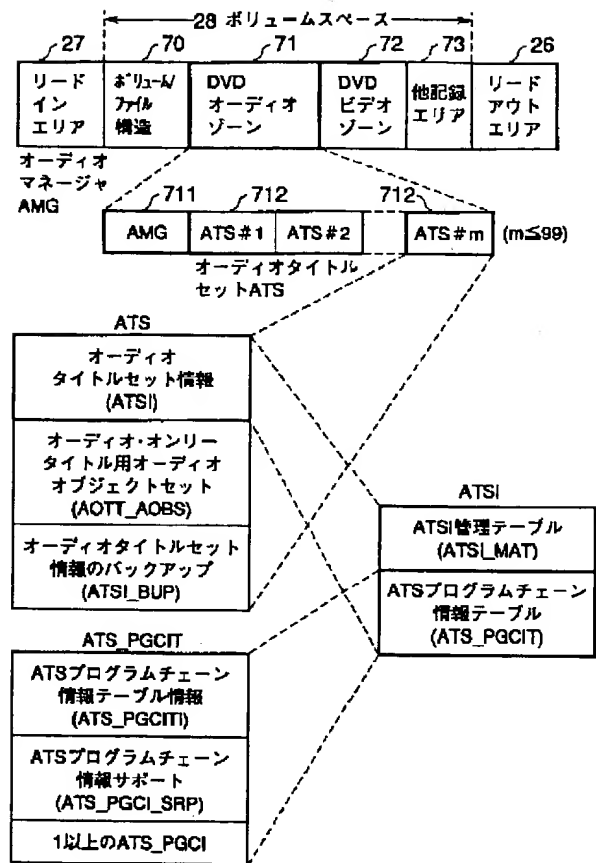 28 ボリュームスペース
27 70 71 72 73 26
リード
イン
エリア
ボリューム/
ファイル
構造
DVD
オーディオ
ゾーン
DVD
ビデオ
ゾーン
他記録
エリア
リード
アウト
エリア
オーディオ
マネージャ
AMG
711 712 712
AMG ATS#1 ATS#2 ATS#m (m≦99)
オーディオタイトル
セットATS
ATS
オーディオ
タイトルセット情報
(ATSI)
オーディオ・オンリー
タイトル用オーディオ
オブジェクトセット
(AOTT_AOBS)
オーディオタイトルセット
情報のバックアップ
(ATSI_BUP)
ATSI
ATSI管理テーブル
(ATSI_MAT)
ATSプログラムチェーン
情報テーブル
(ATS_PGCIT)
ATS_PGCIT
ATSプログラムチェーン
情報テーブル情報
(ATS_PGCITI)
ATSプログラムチェーン
情報サポート
(ATS_PGCI_SRP)
1以上のATS_PGCI